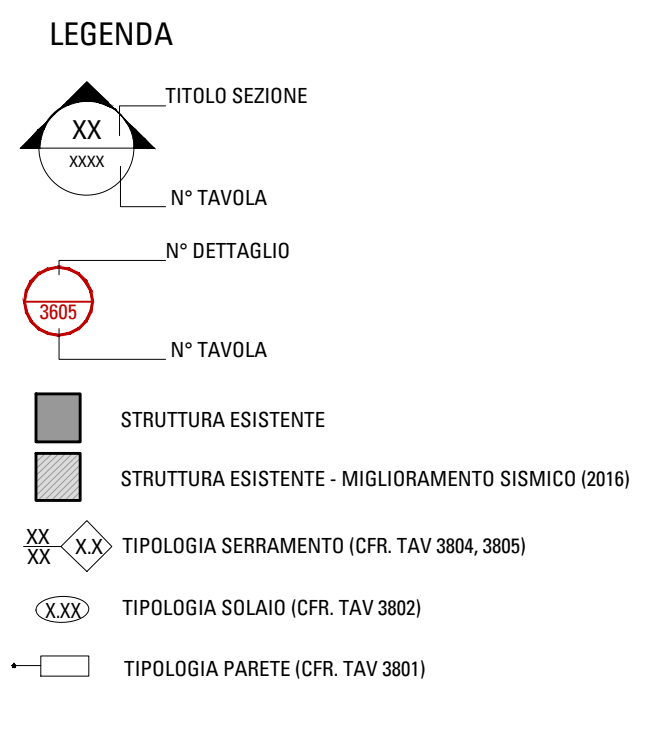 LEGENDA
TITOLO SEZIONE
XX
XXXX
N° TAVOLA
N° DETTAGLIO
3605
N° TAVOLA
STRUTTURA ESISTENTE
STRUTTURA ESISTENTE - MIGLIORAMENTO SISMICO (2016)
XX
XX
X.X
TIPOLOGIA SERRAMENTO (CFR. TAV 3804, 3805)
X.XX
TIPOLOGIA SOLAIO (CFR. TAV 3802)
TIPOLOGIA PARETE (CFR. TAV 3801)